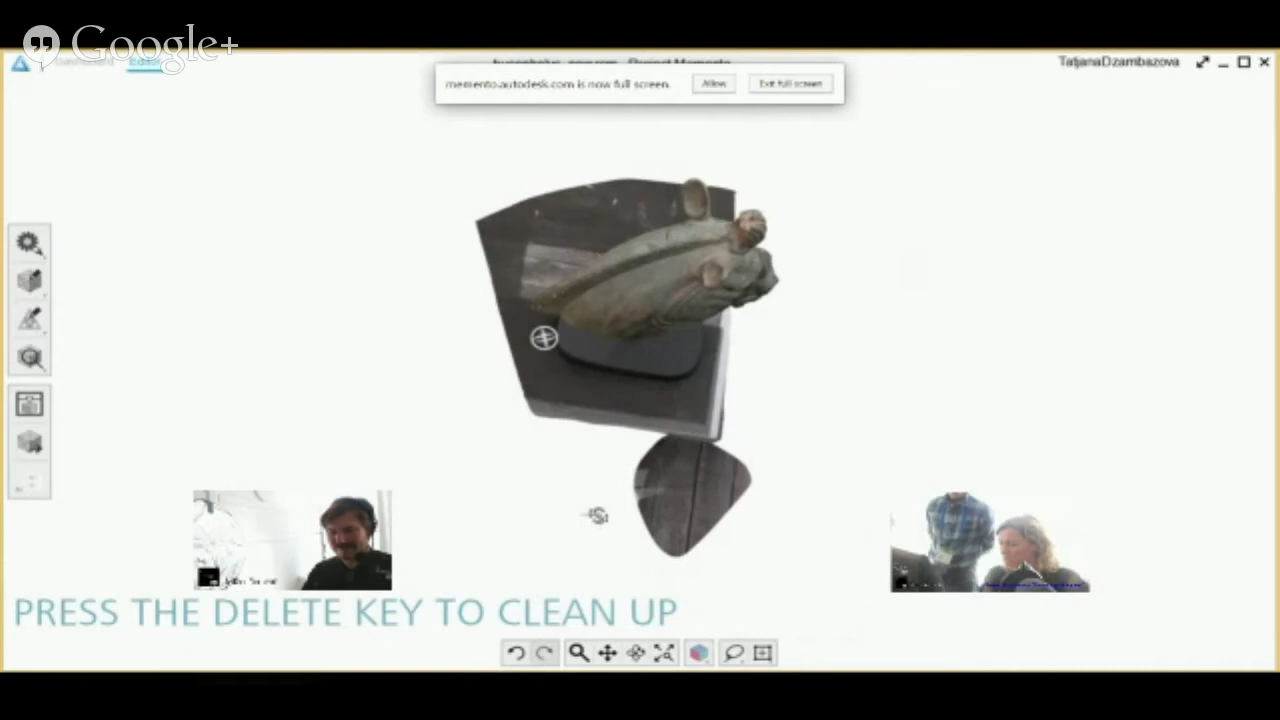 Google+
TatjanaDzambazova
memento.autodesk.com is now full screen.
Allow
Exit full screen
PRESS THE DELETE KEY TO CLEAN UP